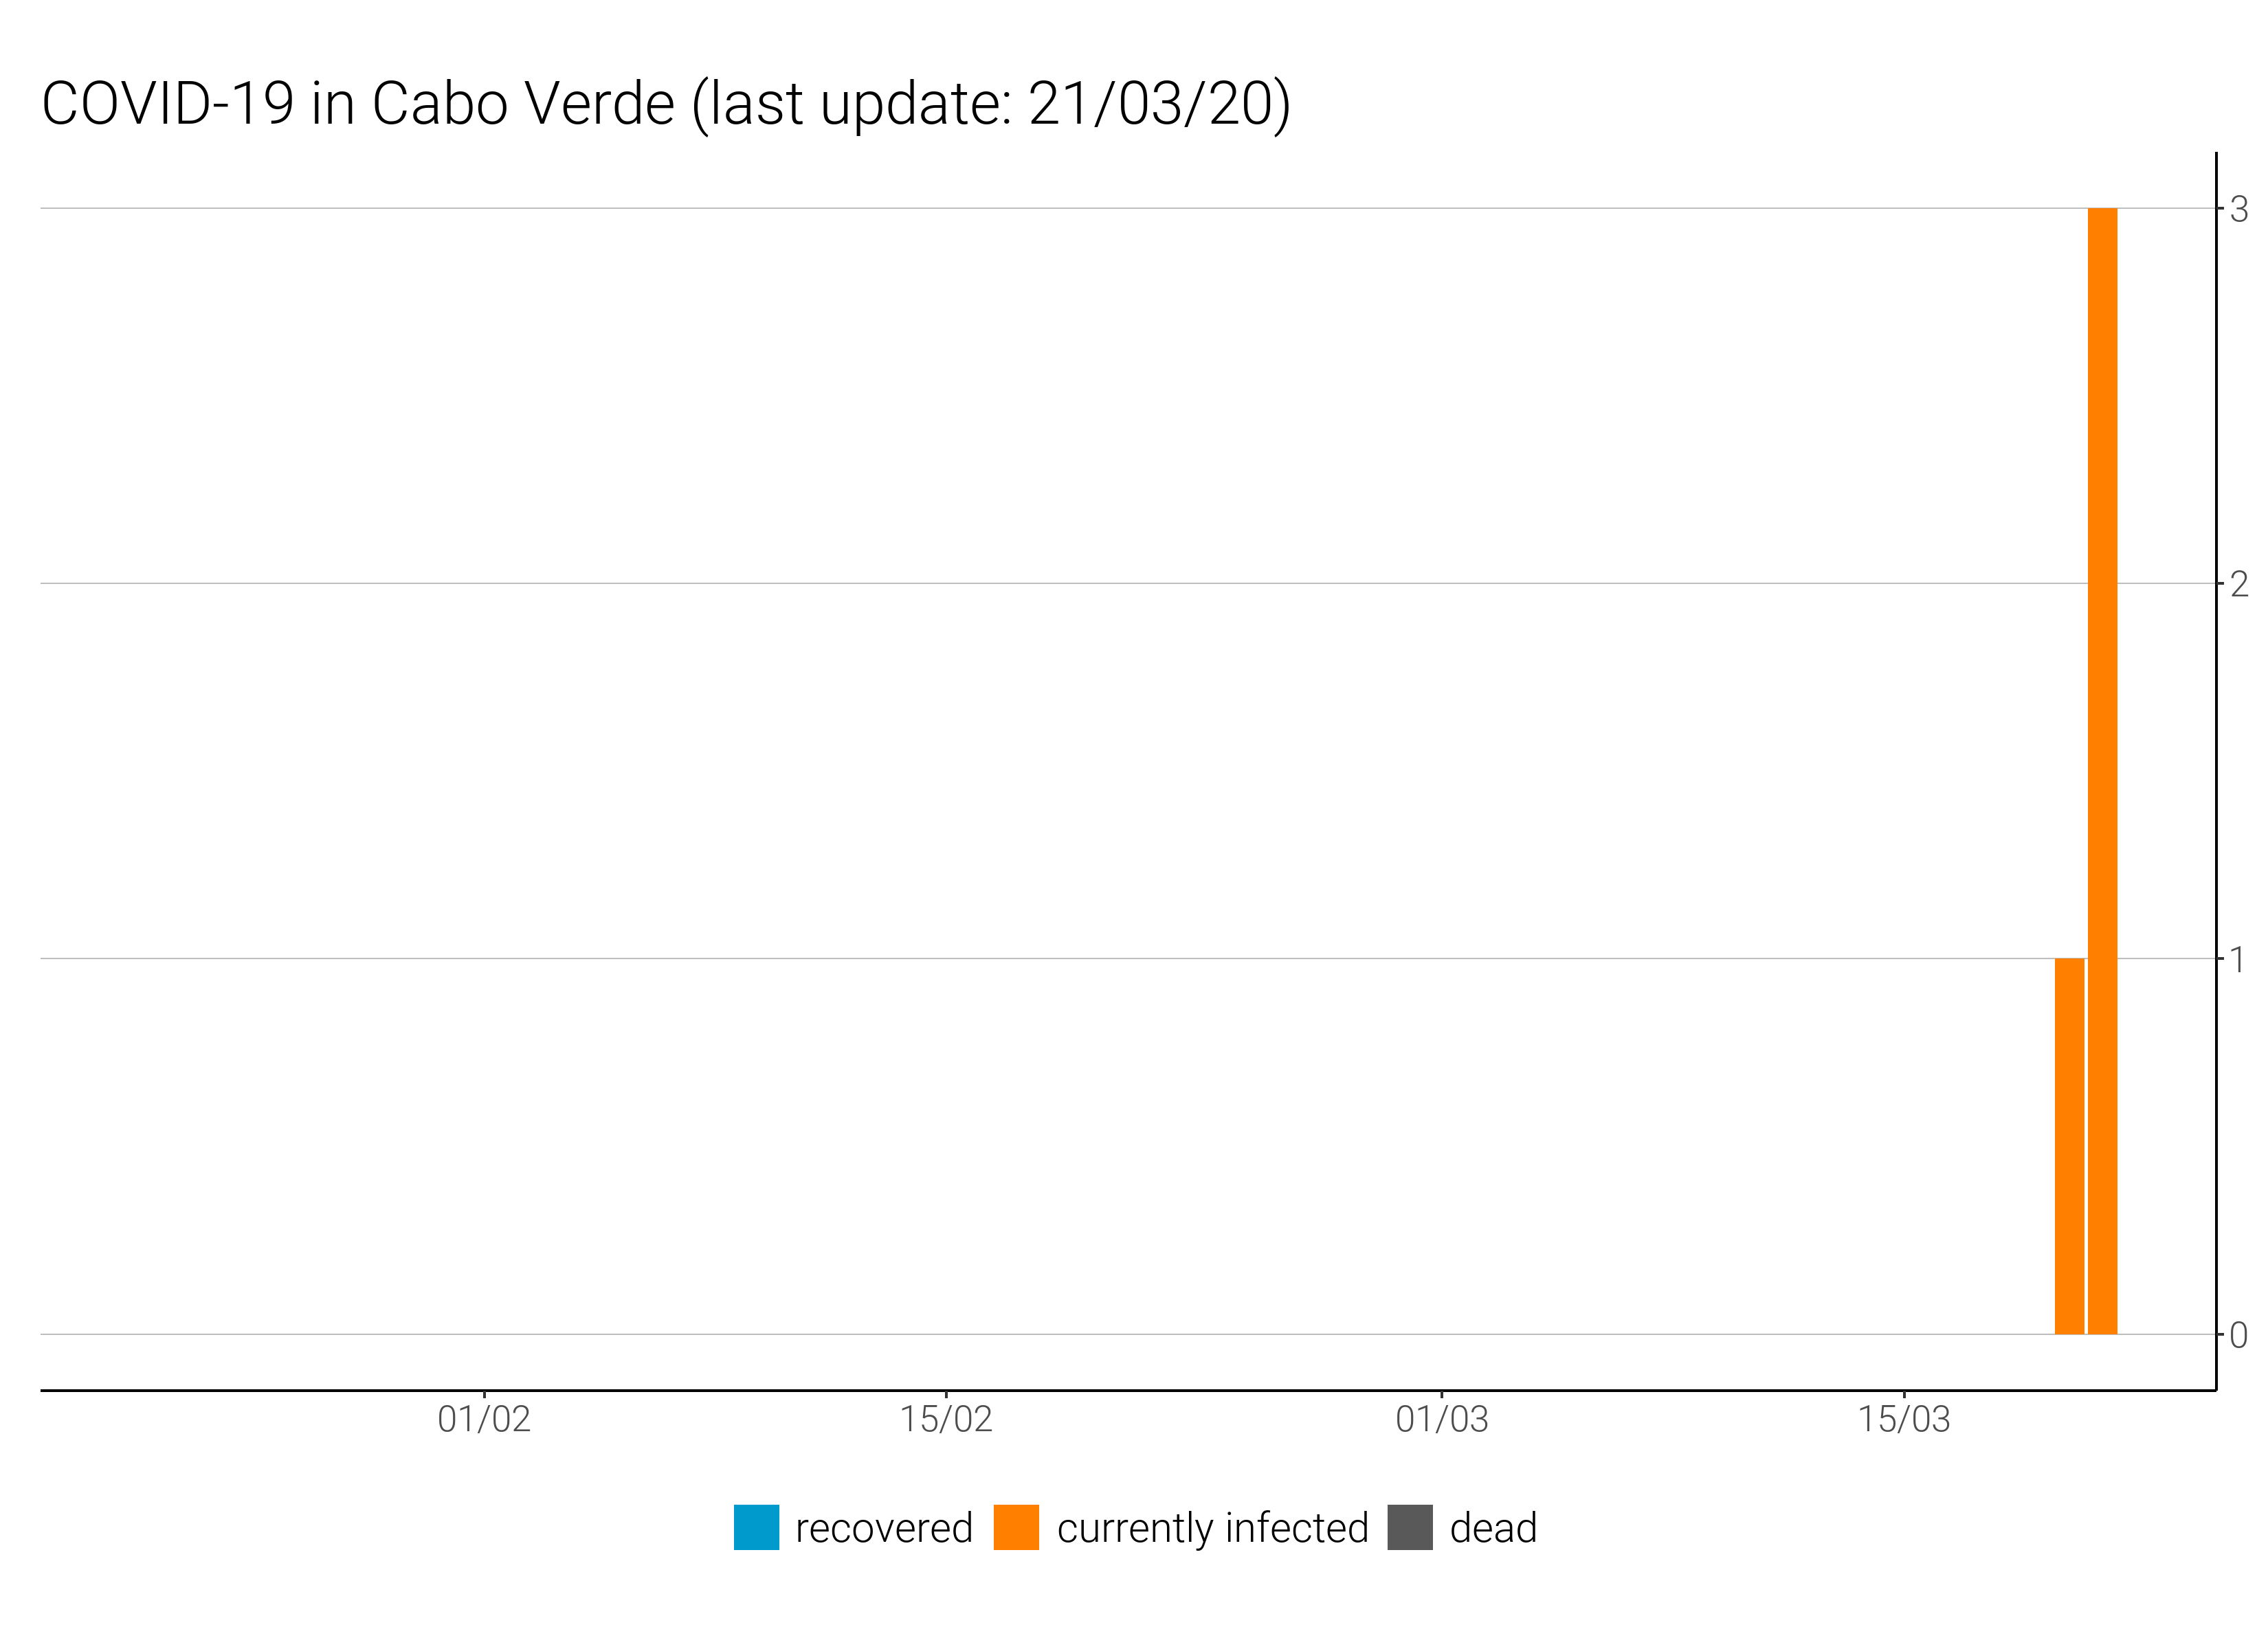 COVID-19 in Cabo Verde (last update: 21/03/20)
3
2
1
0
01/02 15/02 01/03 15/03
recovered currently infected dead